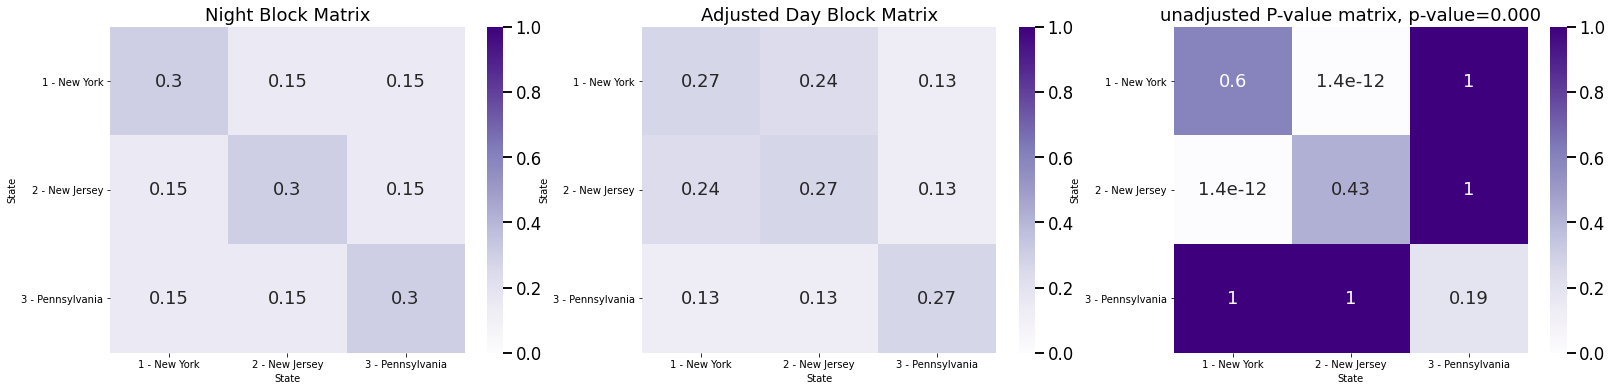 Night Block Matrix
State
1 - New York
2 - New Jersey
3 - Pennsylvania
0.3 0.15 0.15
0.15 0.3 0.15
0.15 0.15 0.3
1 - New York 2 - New Jersey 3 - Pennsylvania
State
1.0
0.8
0.6
0.4
0.2
0.0
Adjusted Day Block Matrix
State
1 - New York
2 - New Jersey
3 - Pennsylvania
0.27 0.24 0.13
0.24 0.27 0.13
0.13 0.13 0.27
1 - New York 2 - New Jersey 3 - Pennsylvania
State
1.0
0.8
0.6
0.4
0.2
0.0
unadjusted P-value matrix, p-value=0.000
State
1 - New York
2 - New Jersey
3 - Pennsylvania
0.6 1.4e-12 1
1.4e-12 0.43 1
1 1 0.19
1 - New York 2 - New Jersey 3 - Pennsylvania
State
1.0
0.8
0.6
0.4
0.2
0.0